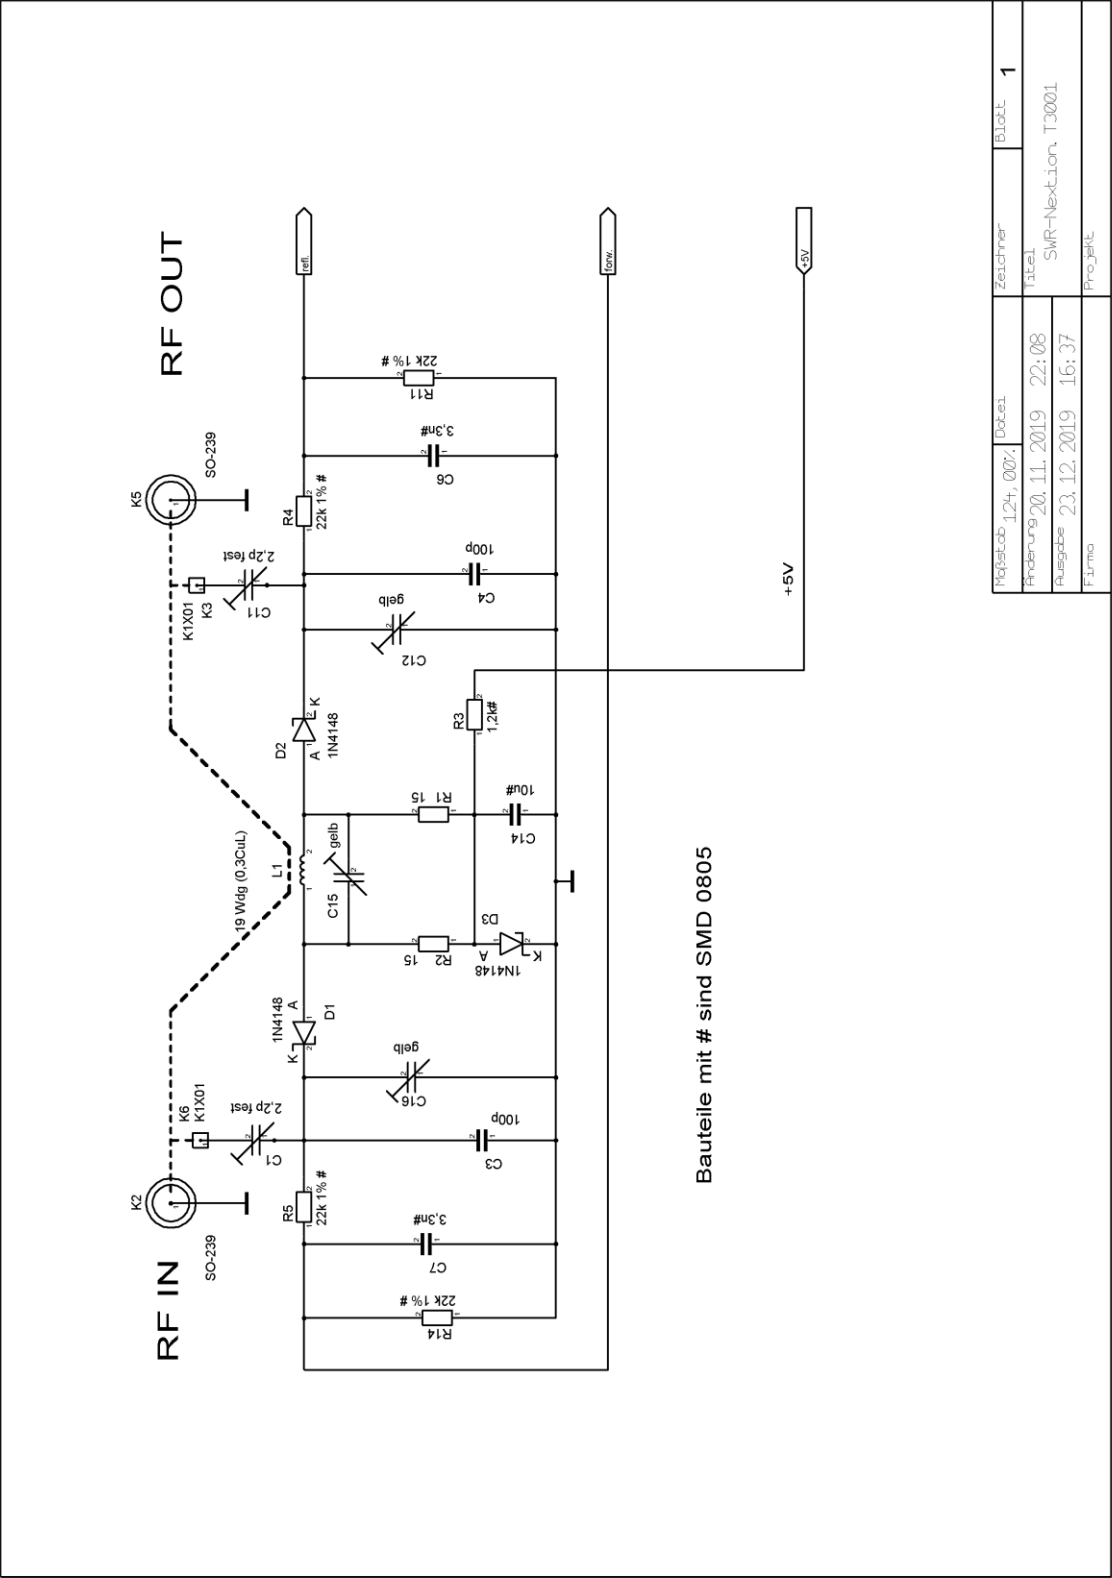 RF IN
RF OUT
K2
SO-239
K6
K1X01
2,2p fest
C1
19 Wdg (0,3CuL)
L1
K5
SO-239
K1X01
K3
2,2p fest
C11
R5
22k 1% #
1N4148
A
K
D1
D2
A
K
1N4148
R4
22k 1% #
refl.
22k 1% #
R14
3,3n#
C7
100p
C3
gelb
C16
C15
gelb
15
R2
15
R1
D3
A
K
1N4148
10u#
C14
R3
1,2k#
gelb
C12
100p
C4
3,3n#
C6
22k 1% #
R11
forw.
+5V
+5V
Bauteile mit # sind SMD 0805
Maßstab 124,00%
Datei
Zeichner
Blatt 1
Änderung 20.11.2019 22:08
Titel
SWR-Nextion. T3001
Ausgabe 23.12.2019 16:37
Firma
Projekt